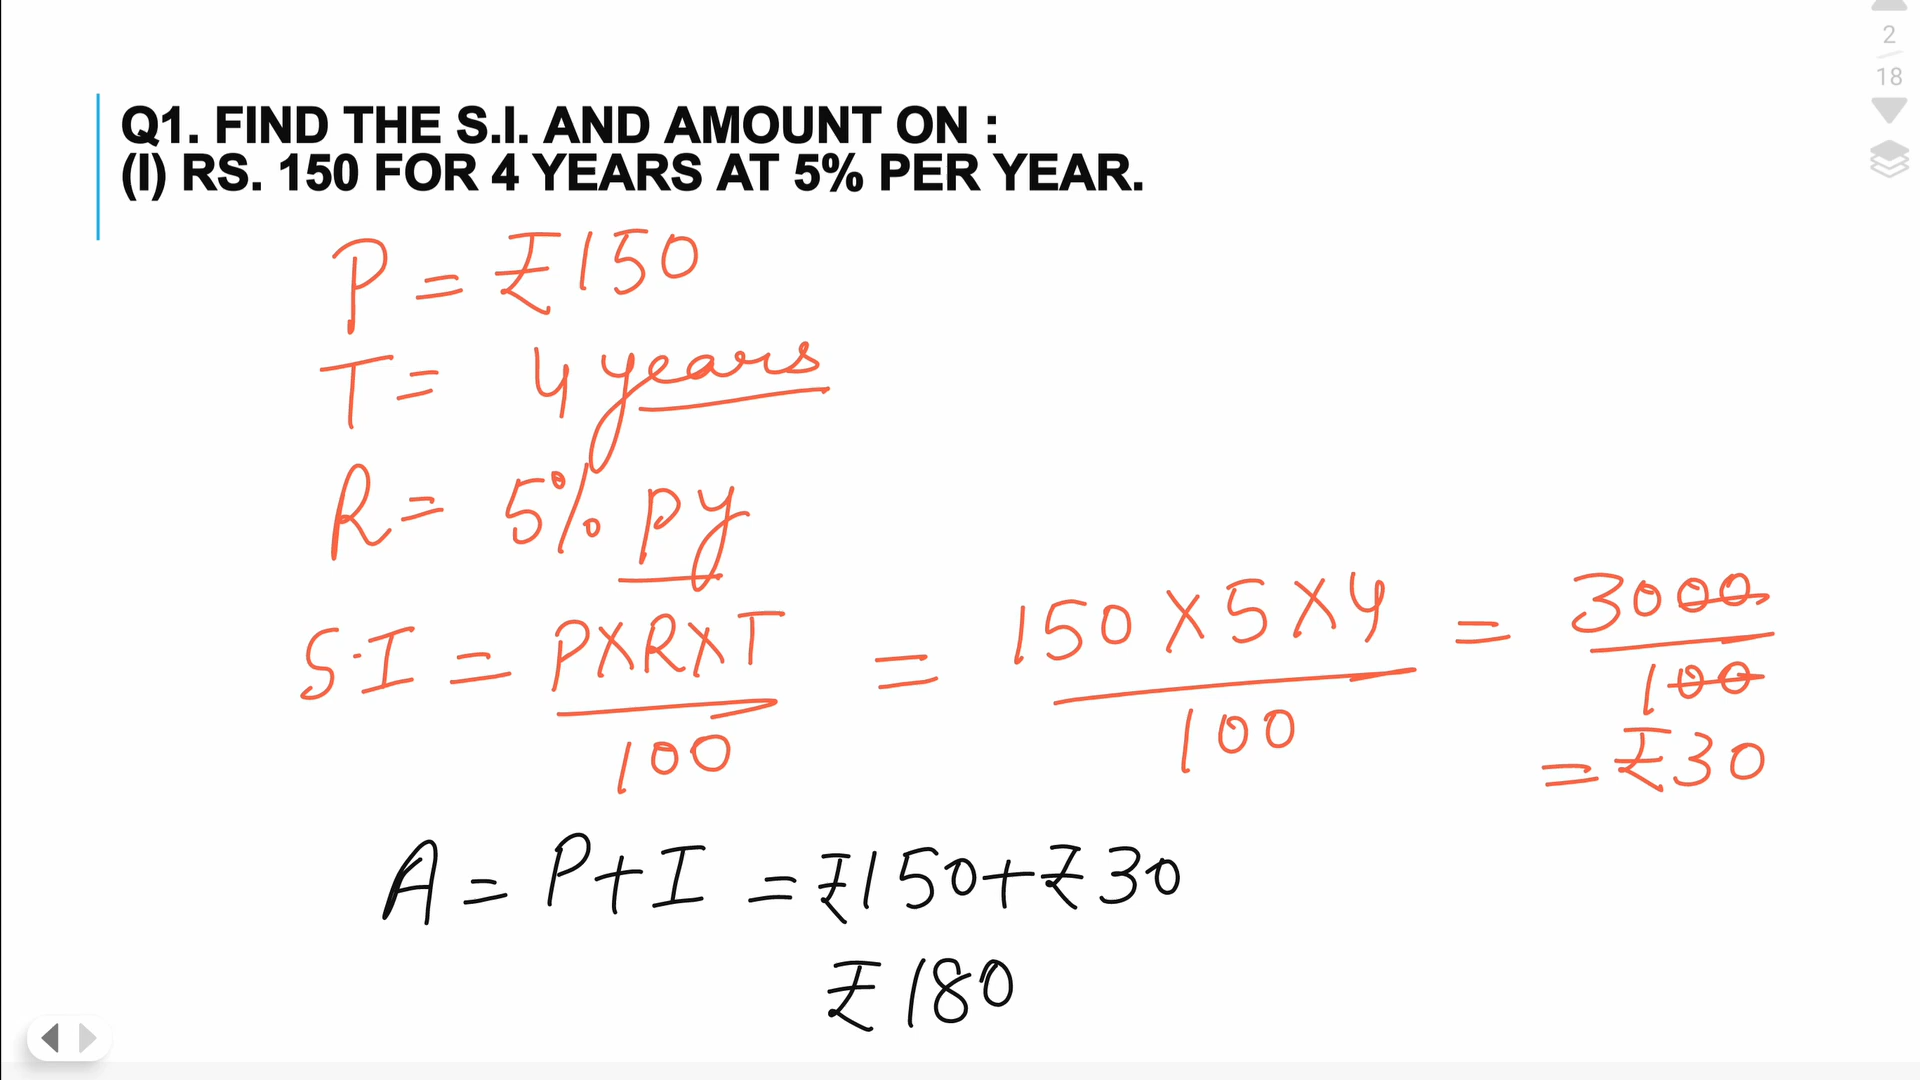 2
18
Q1. FIND THE S.I. AND AMOUNT ON :
(I) RS. 150 FOR 4 YEARS AT 5% PER YEAR.
P = ₹150
T = 4 years
R = 5% py
S.I = PXRXT/100 = 150 X 5 X 4/100 = 3000/100
= ₹30
A = P+I = ₹150+₹30
₹180